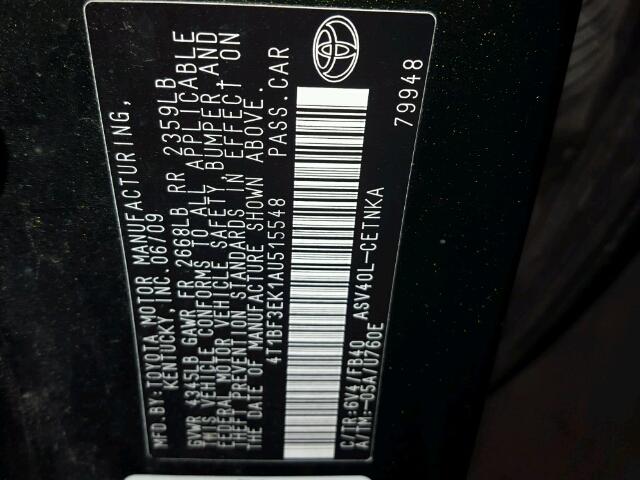 MFD.BY: TOYOTA MOTOR MANUFACTURING,
KENTUCKY, INC. 06/09
GVWR 4345LB GAWR FR 2668LB RR 2359LB
THIS VEHICLE CONFORMS TO ALL APPLICABLE
FEDERAL MOTOR VEHICLE SAFETY, BUMPER, AND
THEFT PREVENTION STANDARDS IN EFFECT ON
THE DATE OF MANUFACTURE SHOWN ABOVE.
4T1BF3EK1AU515548 PASS.CAR
C/TR:6V4/FB40 ASV40L-CETNKA
A/TM:-05A/U760E
79948